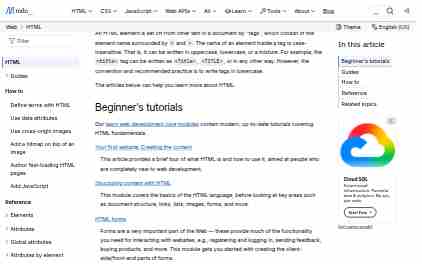 mdn_
HTML
CSS
JavaScript
Web APIs
All
Learn
Tools
About
Blog
Web > HTML
Theme
English (US)
Filter
HTML
Guides
How to
Define terms with HTML
Use data attributes
Use cross-origin images
Add a hitmap on top of an
image
Author fast-loading HTML
pages
Add JavaScript
Reference
Elements
Attributes
Global attributes
Attributes by element
An HTML element is set off from other text in a document by "tags", which consist of the
element name surrounded by < and >. The name of an element inside a tag is case-
insensitive. That is, it can be written in uppercase, lowercase, or a mixture. For example, the
<title> tag can be written as <Title>, <TITLE>, or in any other way. However, the
convention and recommended practice is to write tags in lowercase.
The articles below can help you learn more about HTML.
Beginner's tutorials
Our learn web development core modules contain modern, up-to-date tutorials covering
HTML fundamentals.
Your first website: Creating the content
This article provides a brief tour of what HTML is and how to use it, aimed at people who
are completely new to web development.
Structuring content with HTML
This module covers the basics of the HTML language, before looking at key areas such
as document structure, links, lists, images, forms, and more.
HTML forms
Forms are a very important part of the Web — these provide much of the functionality
you need for interacting with websites, e.g., registering and logging in, sending feedback,
buying products, and more. This module gets you started with creating the client-
side/front-end parts of forms.
In this article
Beginner's tutorials
Guides
How to
Reference
Related topics
Cloud SQL
Start Free